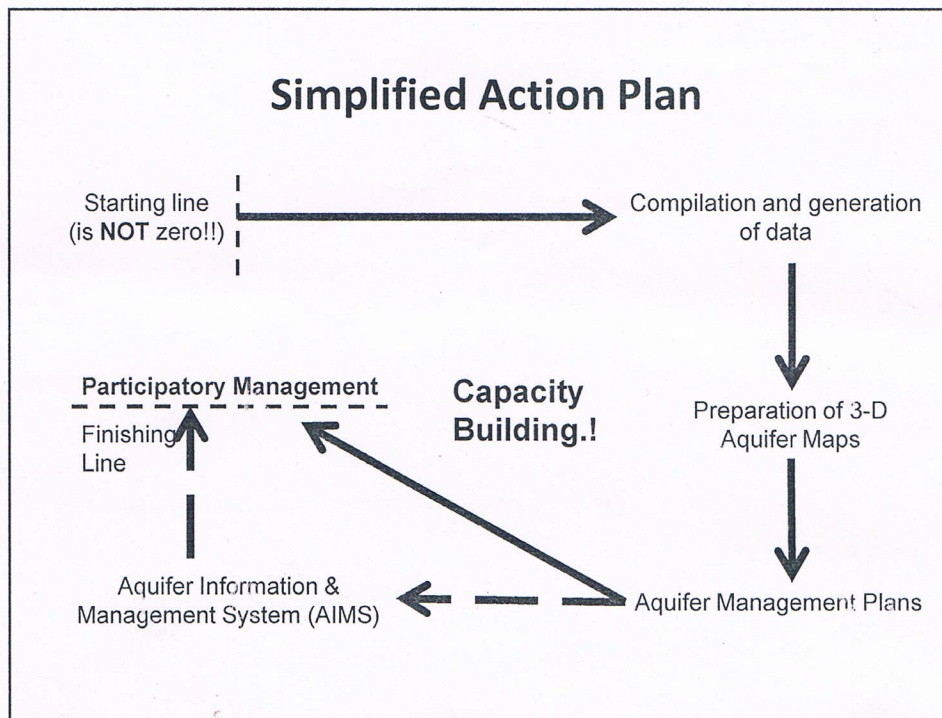 Simplified Action Plan
Starting line
(is NOT zero!!)
Compilation and generation
of data
Preparation of 3-D
Aquifer Maps
Aquifer Management Plans
Capacity
Building.!
Aquifer Information &
Management System (AIMS)
Participatory Management
Finishing
Line